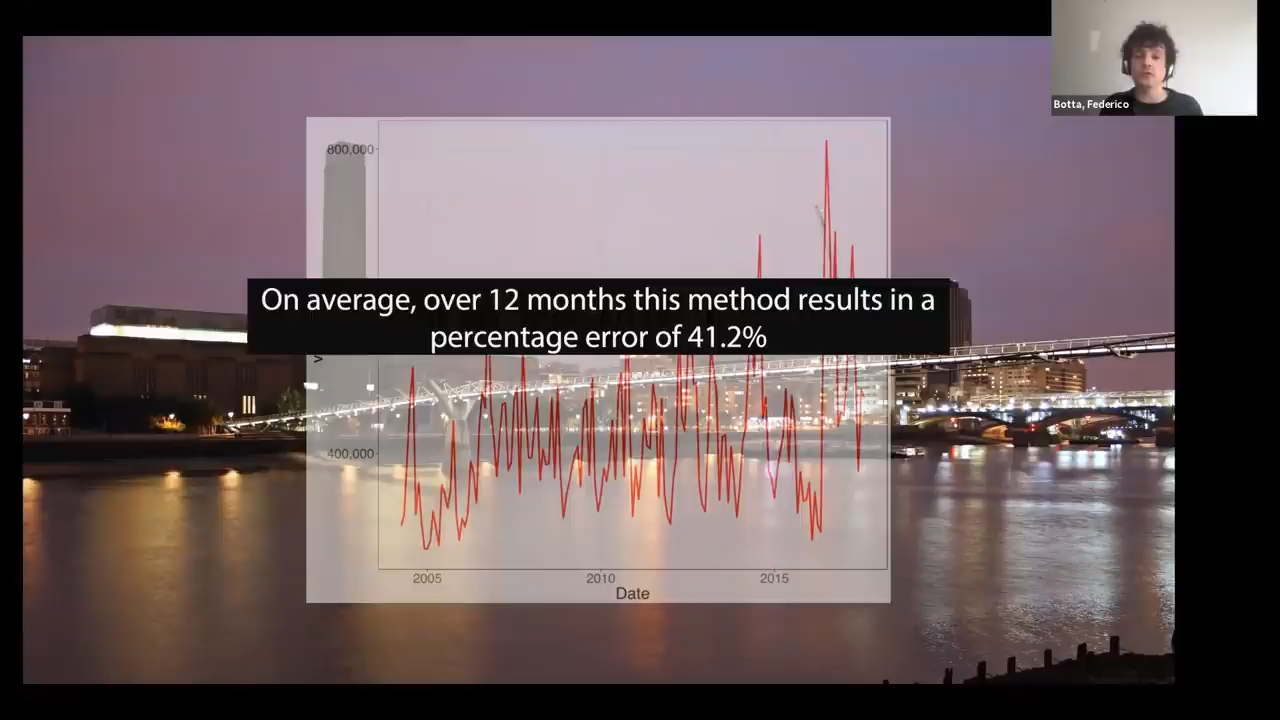 Botta, Federico
800,000
On average, over 12 months this method results in a
percentage error of 41.2%
400,000
2005 2010 2015
Date